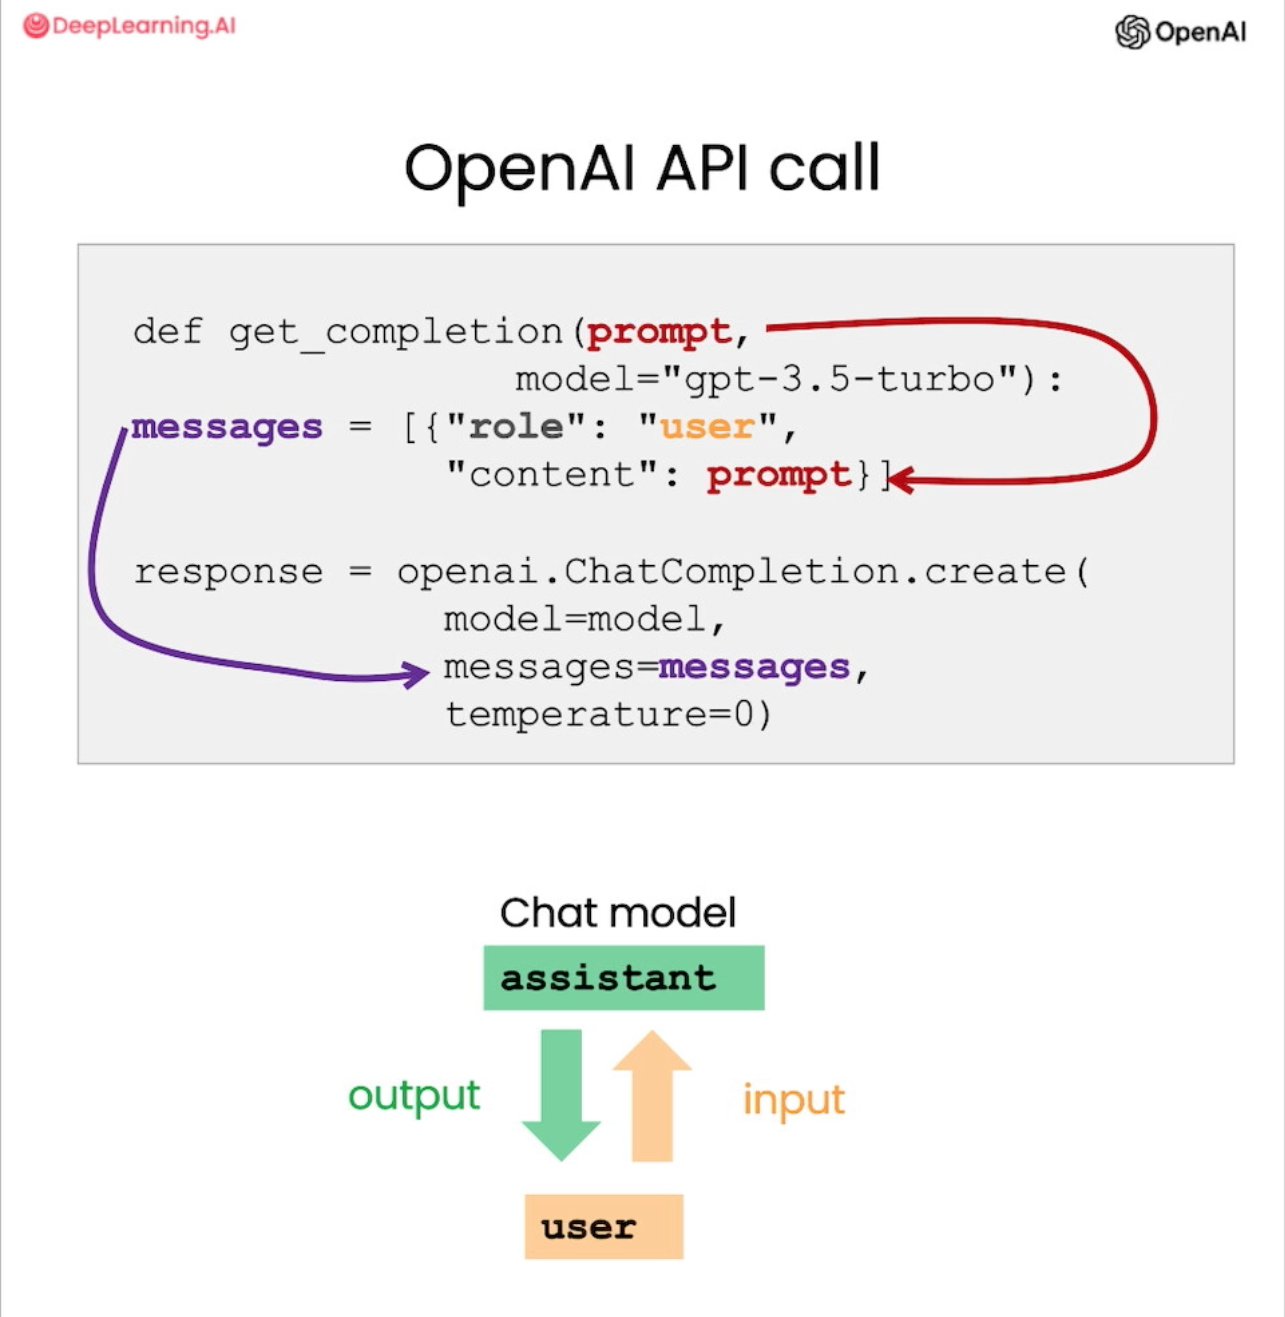 DeepLearning.AI
OpenAI
OpenAI API call
def get_completion(prompt,
model="gpt-3.5-turbo"):
messages = [{"role": "user",
"content": prompt}]
response = openai.ChatCompletion.create(
model=model,
messages=messages,
temperature=0)
Chat model
assistant
output
input
user